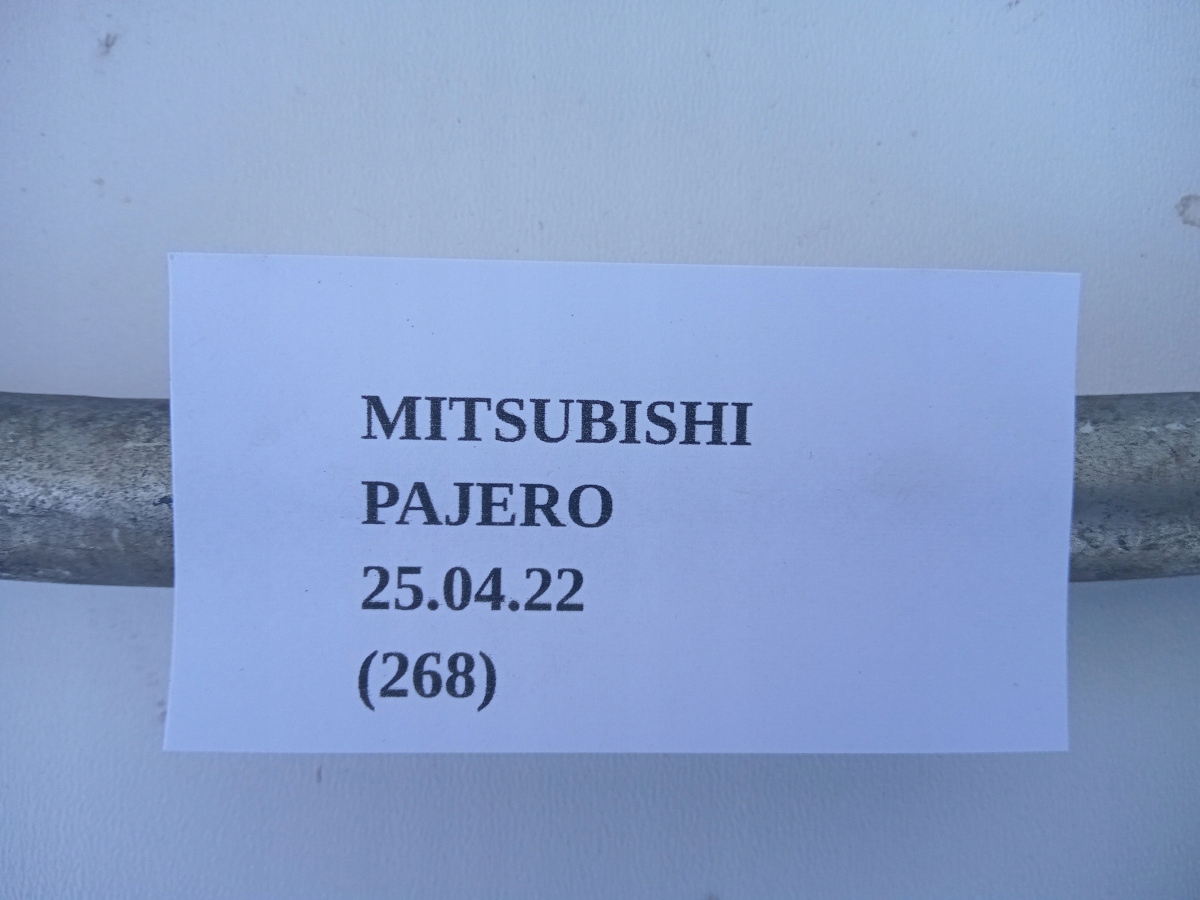 MITSUBISHI
PAJERO
25.04.22
(268)